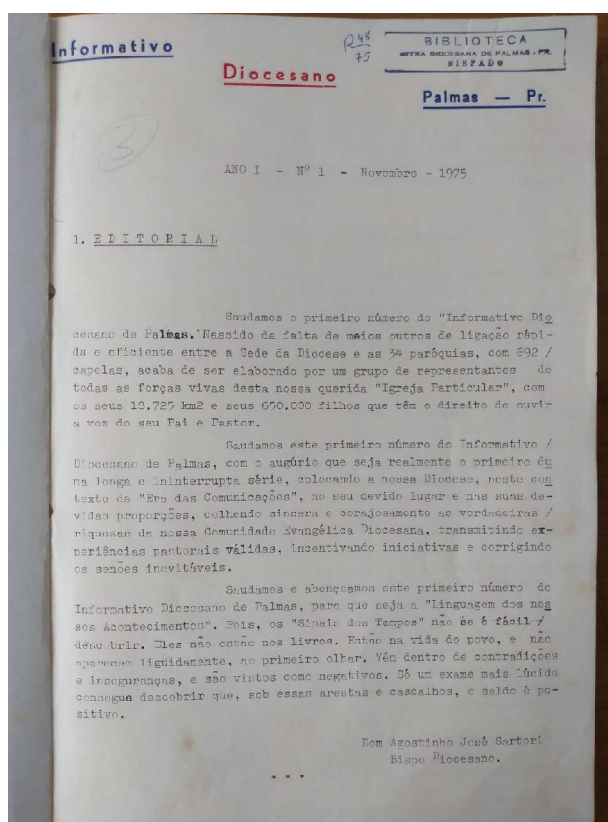 Informativo
Diocesano
Palmas — Pr.
R48
75
BIBLIOTECA
MITRA DIOCESANA DE PALMAS - PR.
BISPADO
3
ANO I - Nº 1 - Novembro - 1975
1. EDITORIAL
Saudamos o primeiro número do "Informativo Dio
cesano de Palmas. Nascido da falta de meios outros de ligação rápi-
da e eficiente entre a Sede da Diocese e as 34 paróquias, com 692 /
capelas, acaba de ser elaborado por um grupo de representantes de
todas as forças vivas desta nossa querida "Igreja Particular", com
os seus 18.725 km2 e seus 650.000 filhos que têm o direito de ouvir
a voz do seu Pai e Pastor.
Saudamos este primeiro número do Informativo /
Diocesano de Palmas, com o augúrio que seja realmente o primeiro du
ma longa e ininterrupta série, colocando a nossa Diocese, neste con
texto da "Era das Comunicações", no seu devido lugar e nas suas de-
vidas proporções, colhendo sincera e corajosamente as verdadeiras /
riquezas da nossa Comunidade Evangélica Diocesana, transmitindo ex-
periências pastorais válidas, incentivando iniciativas e corrigindo
os senões inevitáveis.
Saudamos e abençoamos este primeiro número do
Informativo Diocesano de Palmas, para que seja a "Linguagem dos nos
sos Acontecimentos". Pois, os "Sinais dos Tempos" não se é fácil /
descobrir. Eles não estão nos livros. Estão na vida do povo, e não
aparecem ligüidamente, ao primeiro olhar. Vêm dentro de contradições
e inseguranças, e são vistos como negativos. Só um exame mais lúcido
consegue descobrir que, sob essas arestas e cascalhos, o saldo é po-
sitivo.
Dom Agostinho José Sartori
Bispo Diocesano.